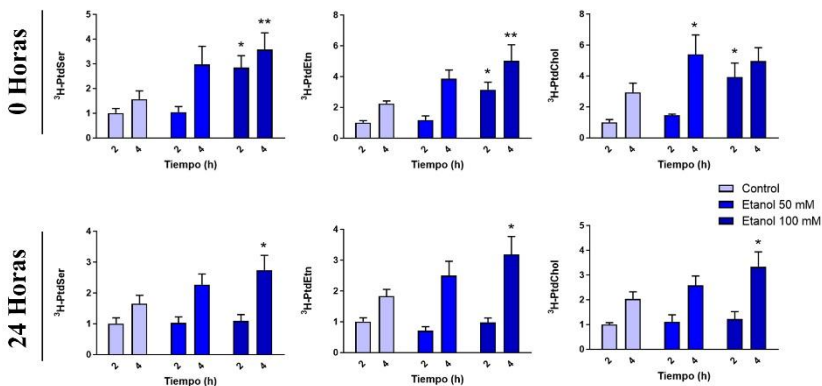 0 Horas
³H-PtdSer
5
4
3
2
1
0
*
**
2 4 2 4 2 4
Tiempo (h)
³H-PtdEtn
8
6
4
2
0
*
**
2 4 2 4 2 4
Tiempo (h)
³H-PtdChol
8
6
4
2
0
*
*
2 4 2 4 2 4
Tiempo (h)
Control
Etanol 50 mM
Etanol 100 mM
24 Horas
³H-PtdSer
4
3
2
1
0
*
2 4 2 4 2 4
Tiempo (h)
³H-PtdEtn
4
3
2
1
0
*
2 4 2 4 2 4
Tiempo (h)
³H-PtdChol
5
4
3
2
1
0
*
2 4 2 4 2 4
Tiempo (h)